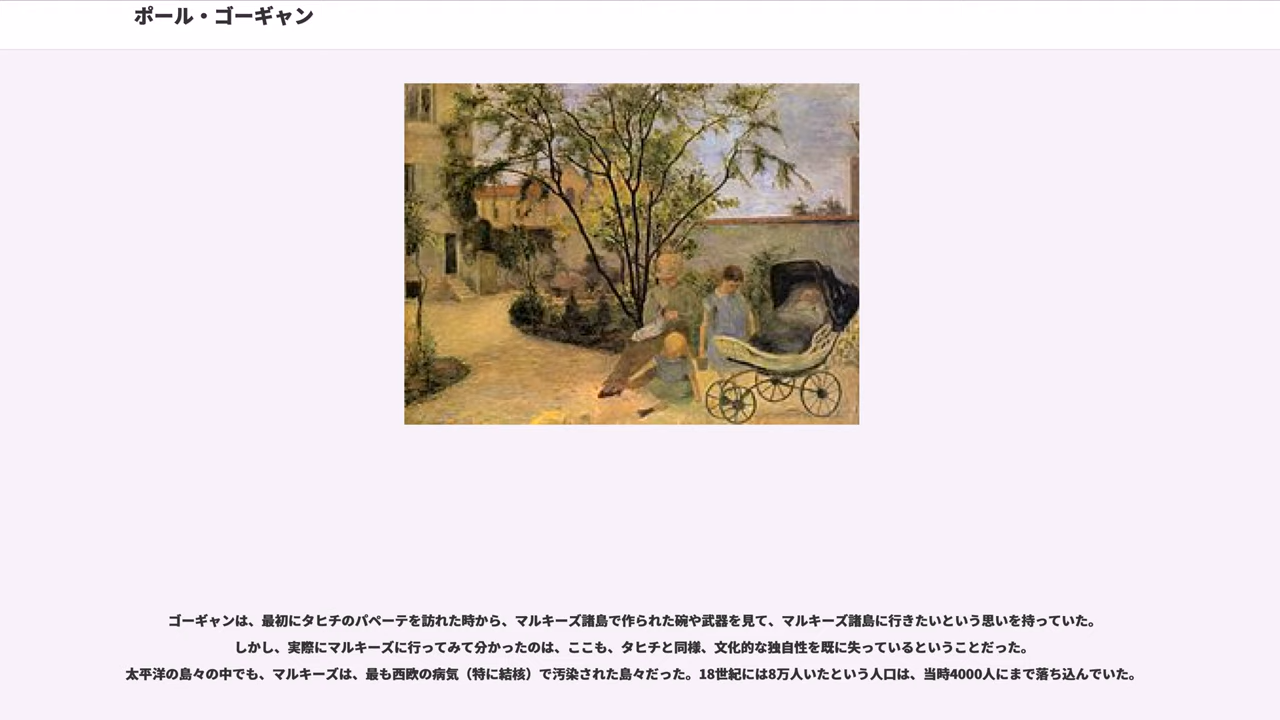 ポール・ゴーギャン
ゴーギャンは、最初にタヒチのパペーテを訪れた時から、マルキーズ諸島で作られた碗や武器を見て、マルキーズ諸島に行きたいという思いを持っていた。
しかし、実際にマルキーズに行ってみて分かったのは、ここも、タヒチと同様、文化的な独自性を既に失っているということだった。
太平洋の島々の中でも、マルキーズは、最も西欧の病気（特に結核）で汚染された島々だった。18世紀には8万人いたという人口は、当時4000人にまで落ち込んでいた。